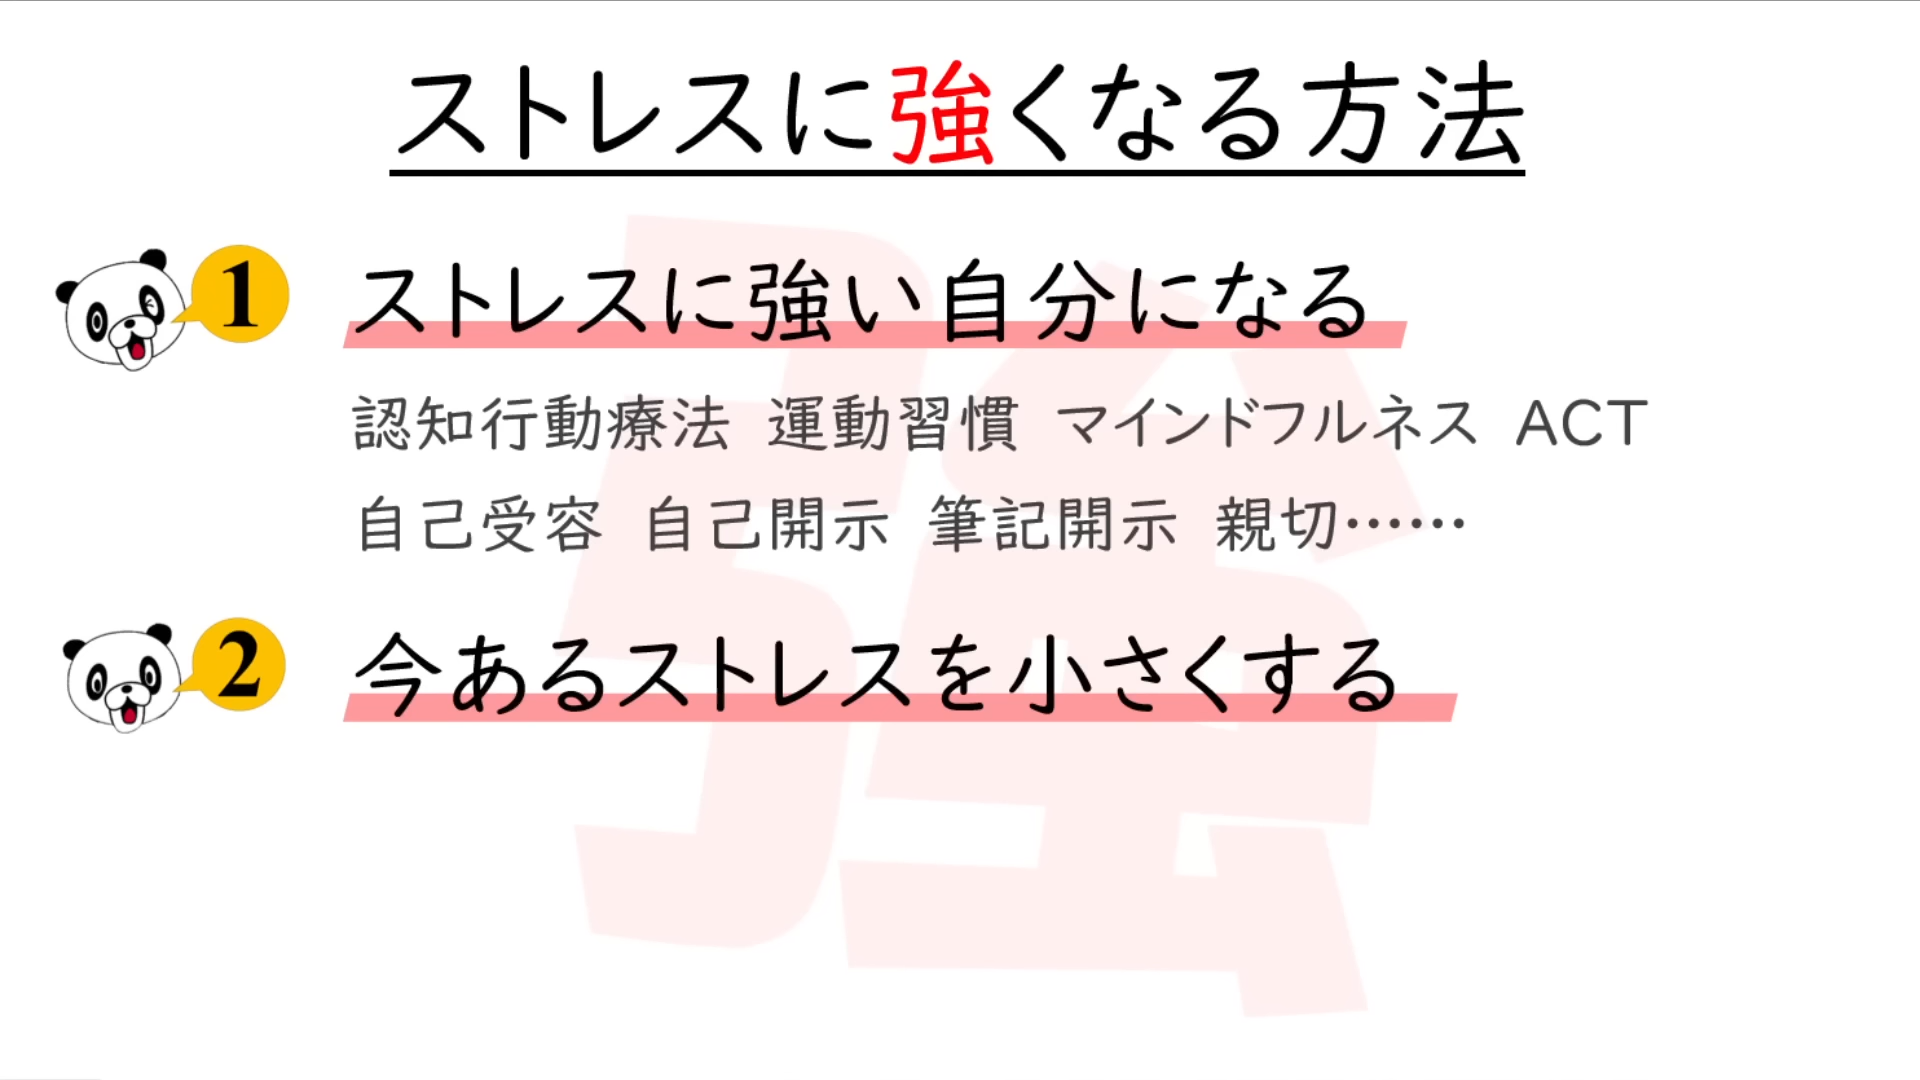 ストレスに強くなる方法
1 ストレスに強い自分になる
認知行動療法 運動習慣 マインドフルネス ACT
自己受容 自己開示 筆記開示 親切……
2 今あるストレスを小さくする
強